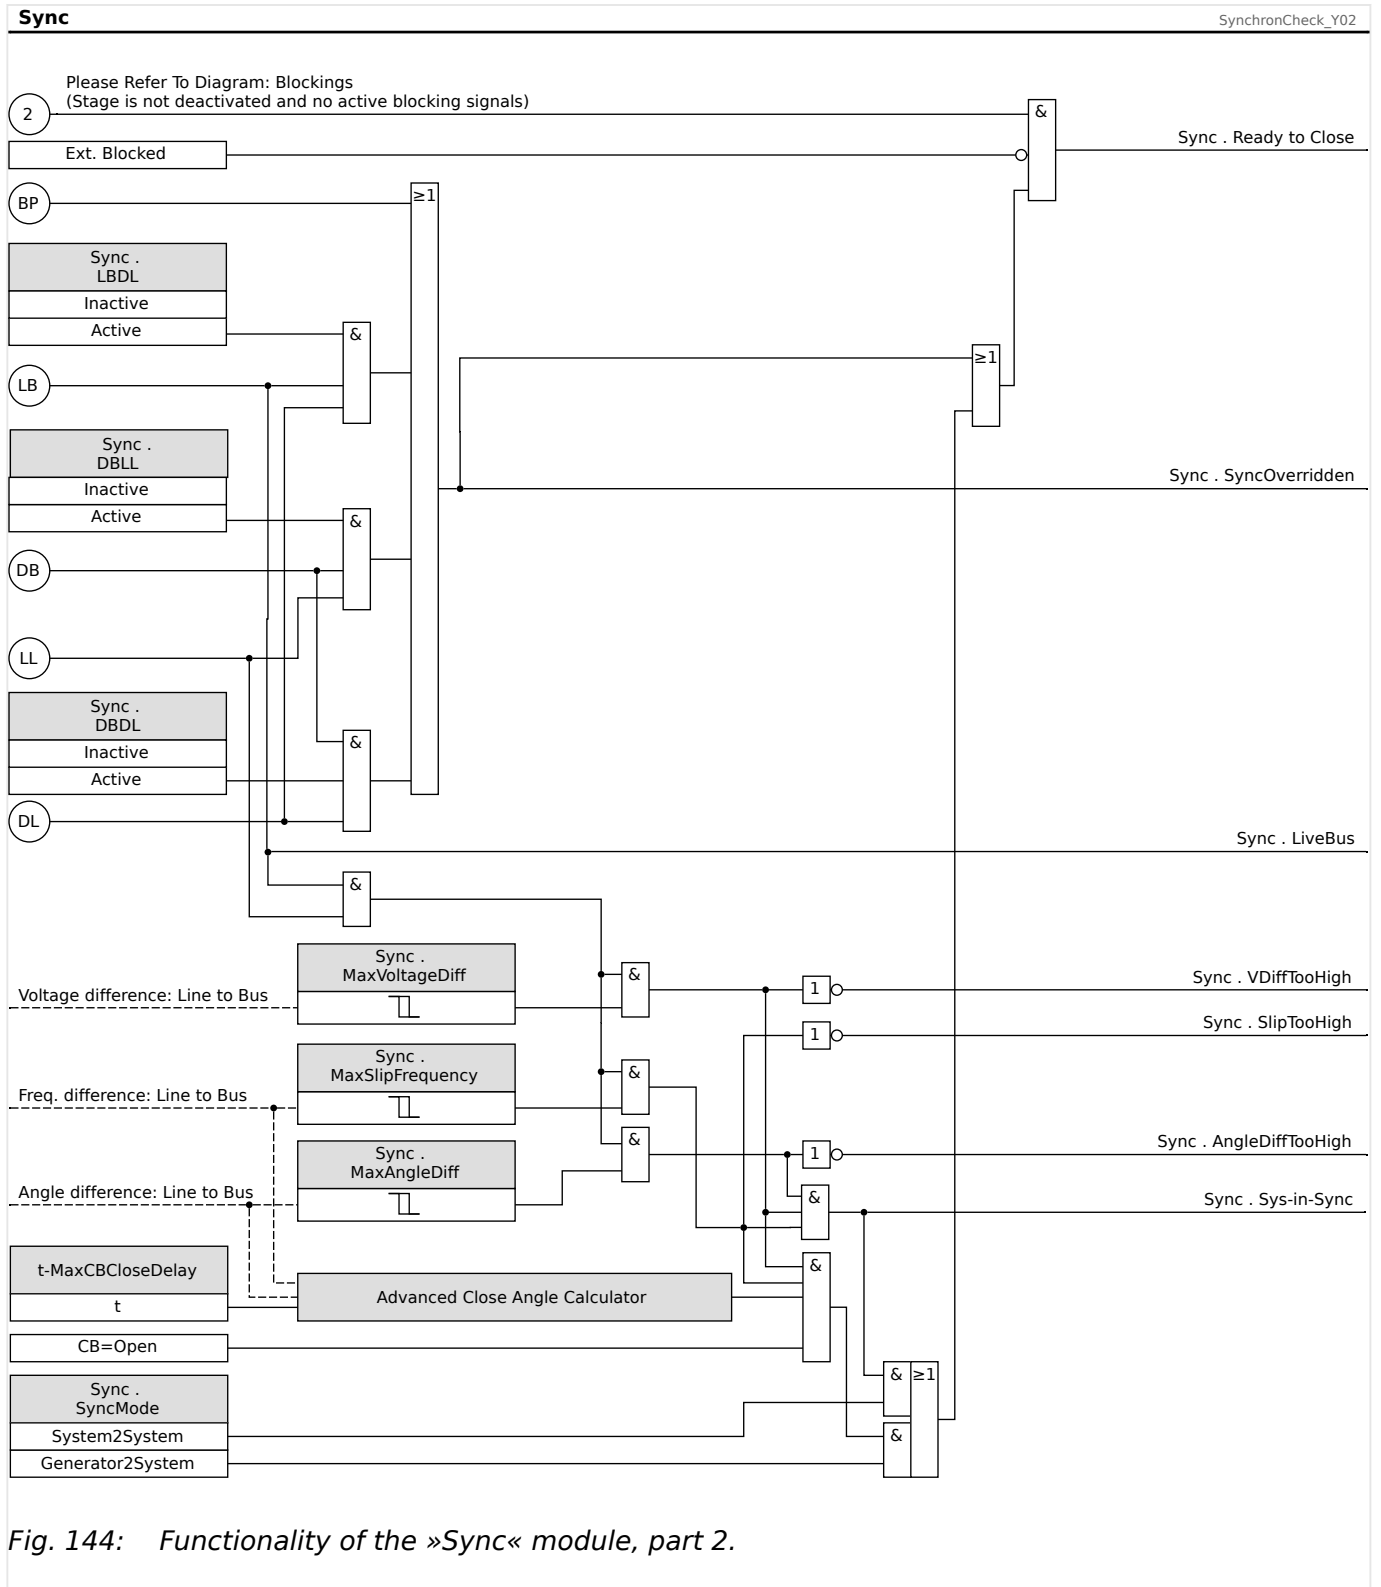 Sync
SynchronCheck_Y02
Please Refer To Diagram: Blockings
(Stage is not deactivated and no active blocking signals)
2
&
Sync . Ready to Close
Ext. Blocked
BP
≥1
Sync .
LBDL
Inactive
Active
&
≥1
LB
Sync .
DBLL
Sync . SyncOverridden
Inactive
Active
&
DB
LL
Sync .
DBDL
Inactive
&
Active
DL
Sync . LiveBus
&
Sync .
MaxVoltageDiff
&
Sync . VDiffTooHigh
Voltage difference: Line to Bus
1
Sync . SlipTooHigh
1
Sync .
MaxSlipFrequency
&
Freq. difference: Line to Bus
&
Sync . AngleDiffTooHigh
Sync .
MaxAngleDiff
1
Angle difference: Line to Bus
&
Sync . Sys-in-Sync
t-MaxCBCloseDelay
&
Advanced Close Angle Calculator
t
CB=Open
&
≥1
Sync .
SyncMode
System2System
&
Generator2System
Fig. 144: Functionality of the »Sync« module, part 2.